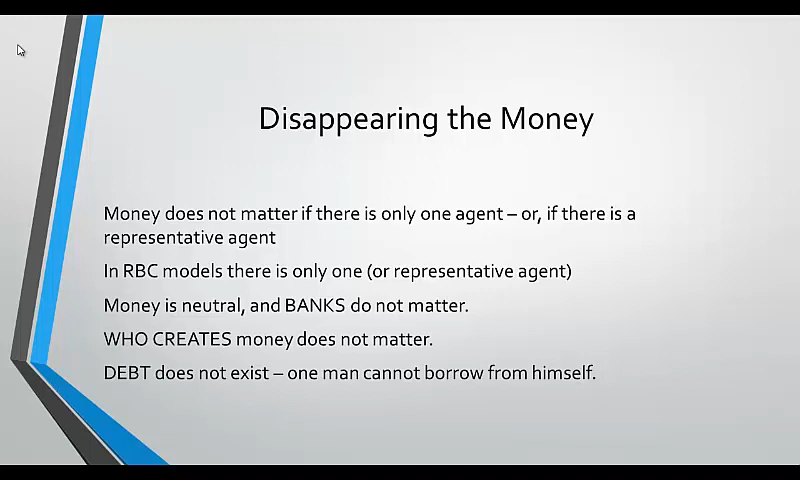 Disappearing the Money
Money does not matter if there is only one agent – or, if there is a
representative agent
In RBC models there is only one (or representative agent)
Money is neutral, and BANKS do not matter.
WHO CREATES money does not matter.
DEBT does not exist – one man cannot borrow from himself.